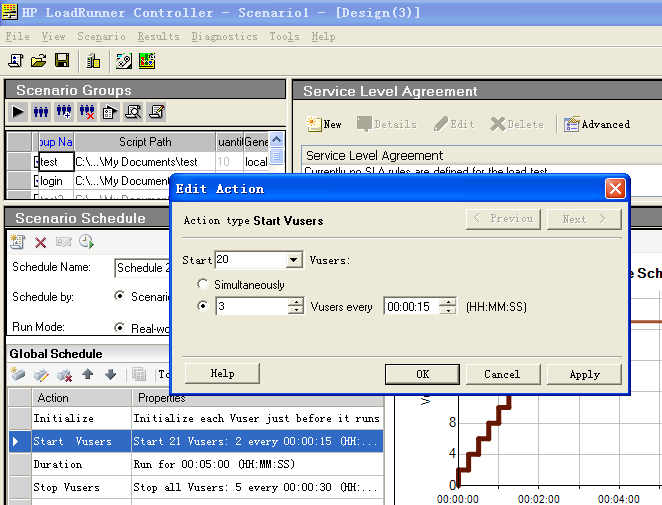 HP LoadRunner Controller - Scenario1 - [Design(3)]
File View Scenario Results Diagnostics Tools Help
Scenario Groups
Service Level Agreement
New Details Edit Delete Advanced
oup Na Script Path uantit Gene
test C:\...\My Documents\test 10 local
login C:\...\My Documents\
Service Level Agreement
Currently no SLA rules are defined for the load test
Edit Action
Action type Start Vusers
< Previou Next >
Start 20 Vusers:
Simultaneously
3 Vusers every 00:00:15 (HH:MM:SS)
Help OK Cancel Apply
Scenario Schedule
Schedule Name: Schedule 2
Schedule by: Scenari
Run Mode: Real-wo
e Sch
Global Schedule
To
Action Properties
Initialize Initialize each Vuser just before it runs
Start Vusers Start 21 Vusers: 2 every 00:00:15 (HH:...
Duration Run for 00:05:00 (HH:MM:SS)
Stop Vusers Stop all Vusers: 5 every 00:00:30 (HH:...
8
4
0
00:00:00 00:02:00 00:04:00